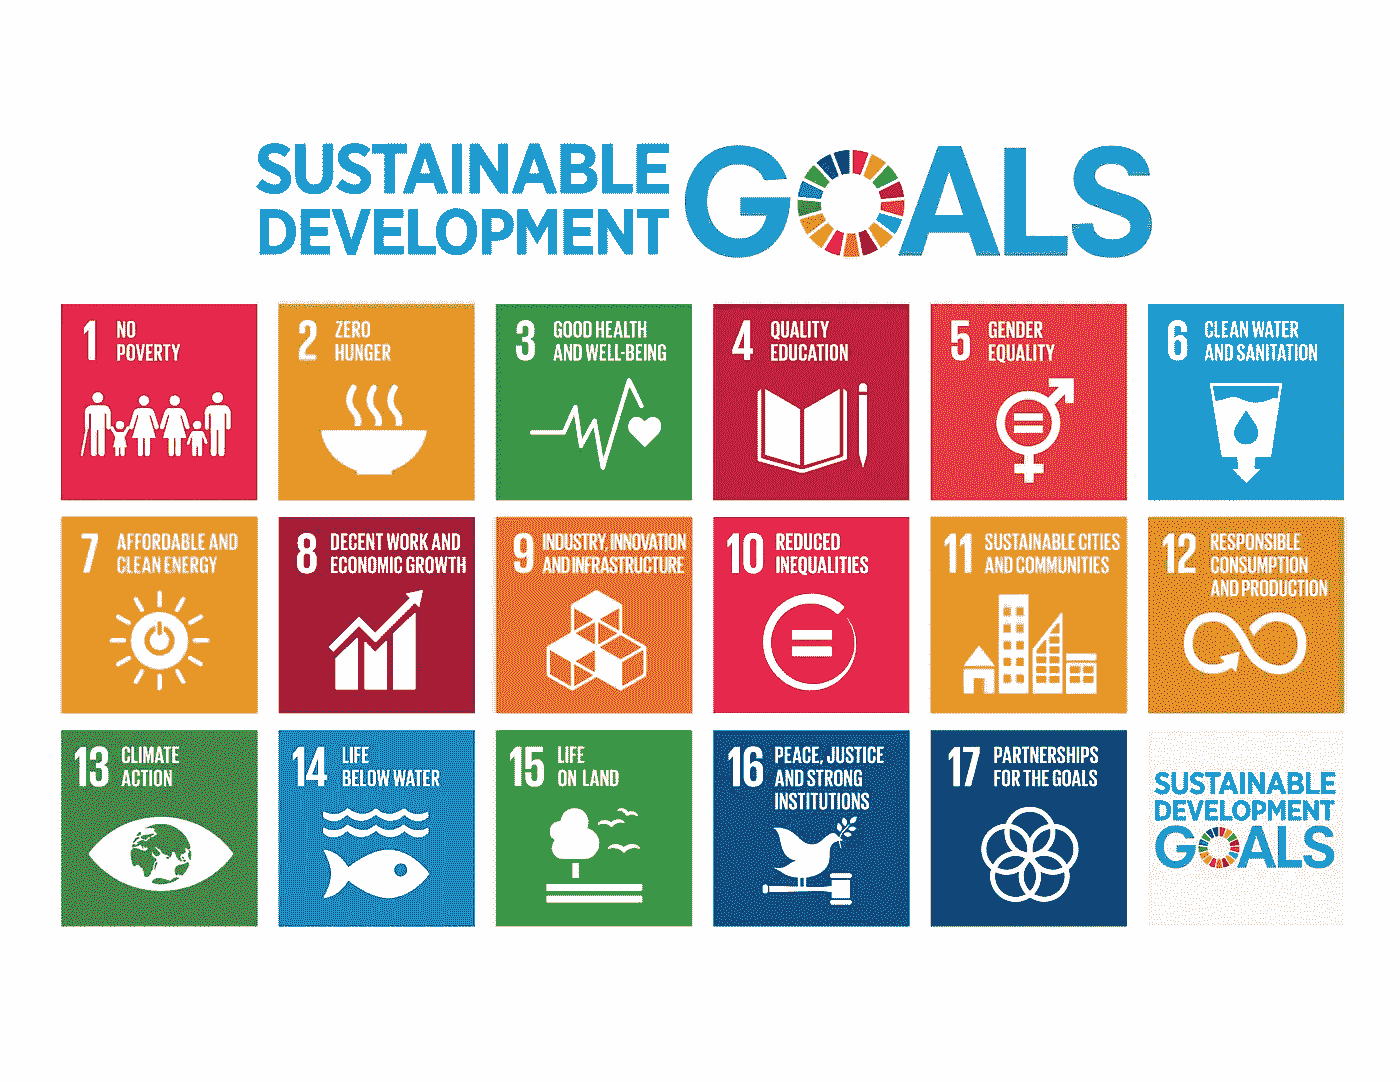 SUSTAINABLE
DEVELOPMENT
GOALS
1 NO
POVERTY
2 ZERO
HUNGER
3 GOOD HEALTH
AND WELL-BEING
4 QUALITY
EDUCATION
5 GENDER
EQUALITY
6 CLEAN WATER
AND SANITATION
7 AFFORDABLE AND
CLEAN ENERGY
8 DECENT WORK AND
ECONOMIC GROWTH
9 INDUSTRY, INNOVATION
AND INFRASTRUCTURE
10 REDUCED
INEQUALITIES
11 SUSTAINABLE CITIES
AND COMMUNITIES
12 RESPONSIBLE
CONSUMPTION
AND PRODUCTION
13 CLIMATE
ACTION
14 LIFE
BELOW WATER
15 LIFE
ON LAND
16 PEACE, JUSTICE
AND STRONG
INSTITUTIONS
17 PARTNERSHIPS
FOR THE GOALS
SUSTAINABLE
DEVELOPMENT
GOALS